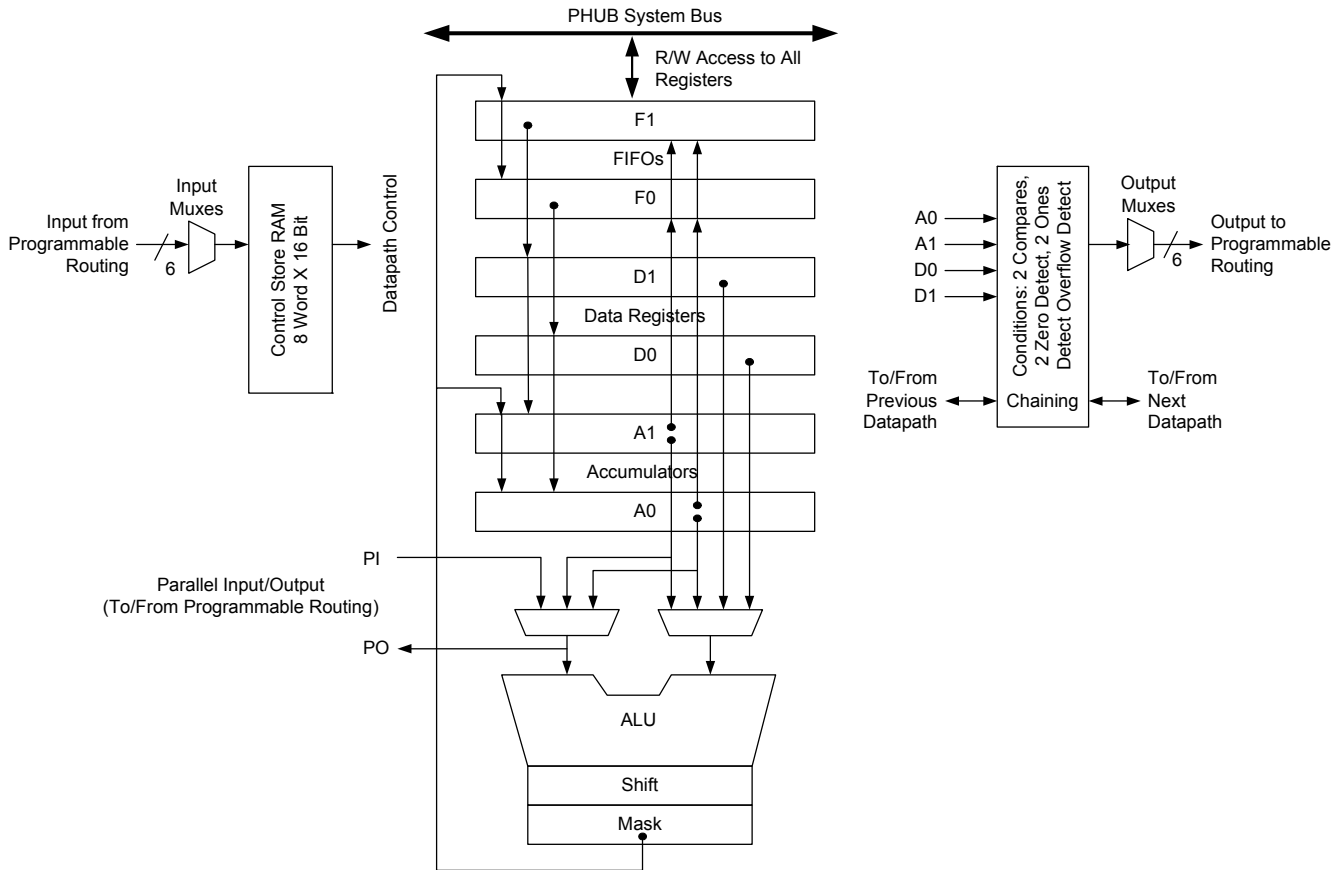 PHUB System Bus
R/W Access to All
Registers
F1
FIFOs
F0
D1
Data Registers
D0
A1
Accumulators
A0
Input from
Programmable
Routing
6
Input
Muxes
Control Store RAM
8 Word X 16 Bit
Datapath Control
PI
Parallel Input/Output
(To/From Programmable Routing)
PO
ALU
Shift
Mask
A0
A1
D0
D1
Conditions: 2 Compares,
2 Zero Detect, 2 Ones
Detect Overflow Detect
Chaining
To/From
Previous
Datapath
To/From
Next
Datapath
Output
Muxes
6
Output to
Programmable
Routing